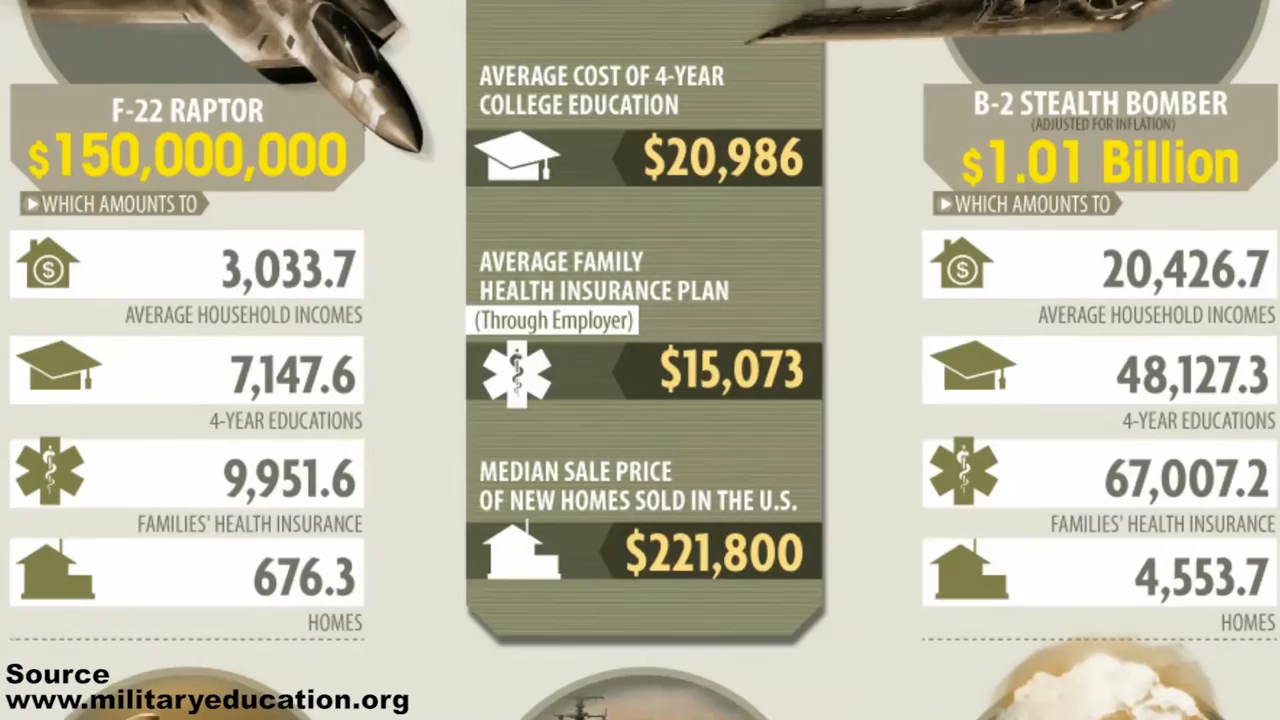 F-22 RAPTOR
$150,000,000
WHICH AMOUNTS TO
3,033.7
AVERAGE HOUSEHOLD INCOMES
7,147.6
4-YEAR EDUCATIONS
9,951.6
FAMILIES' HEALTH INSURANCE
676.3
HOMES
AVERAGE COST OF 4-YEAR
COLLEGE EDUCATION
$20,986
AVERAGE FAMILY
HEALTH INSURANCE PLAN
(Through Employer)
$15,073
MEDIAN SALE PRICE
OF NEW HOMES SOLD IN THE U.S.
$221,800
B-2 STEALTH BOMBER
(ADJUSTED FOR INFLATION)
$1.01 Billion
WHICH AMOUNTS TO
20,426.7
AVERAGE HOUSEHOLD INCOMES
48,127.3
4-YEAR EDUCATIONS
67,007.2
FAMILIES' HEALTH INSURANCE
4,553.7
HOMES
Source
www.militaryeducation.org